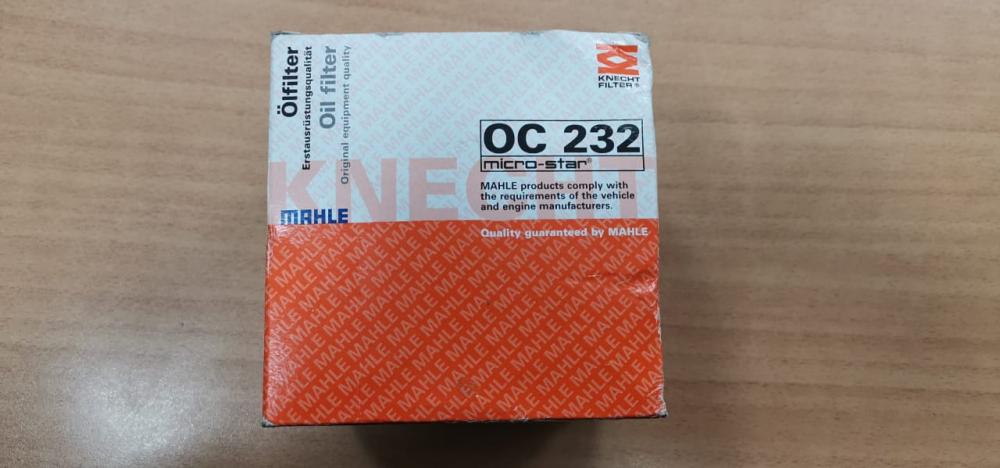 Ölfilter
Erstausrüstungsqualität
Oil filter
Original equipment quality
KNECHT
FILTER®
OC 232
micro-star®
KNECHT
MAHLE products comply with
the requirements of the vehicle
and engine manufacturers.
MAHLE
Quality guaranteed by MAHLE